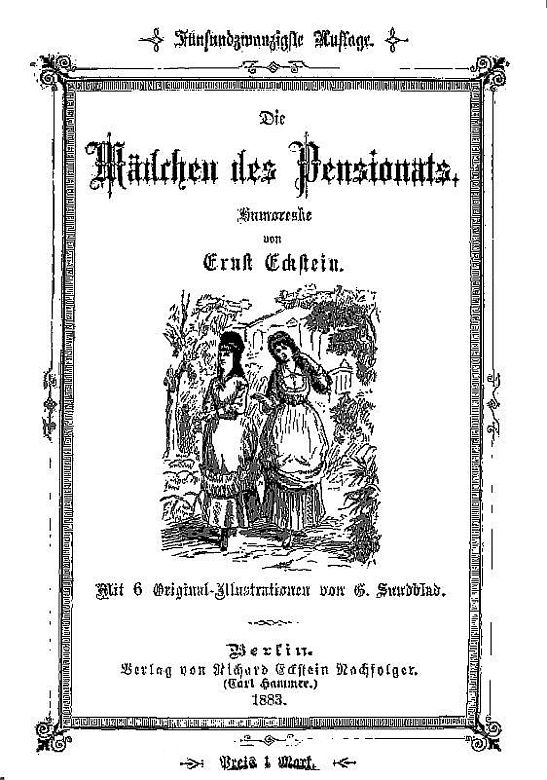 Fünfundzwanzigste Auflage.
Die
Mädchen des Pensionats.
Humoreske
von
Ernst Eckstein.
Mit 6 Original-Illustrationen von G. Sundblad.
Berlin.
Verlag von Richard Eckstein Nachfolger.
(Carl Hammer.)
1883.
Preis 1 Mark.